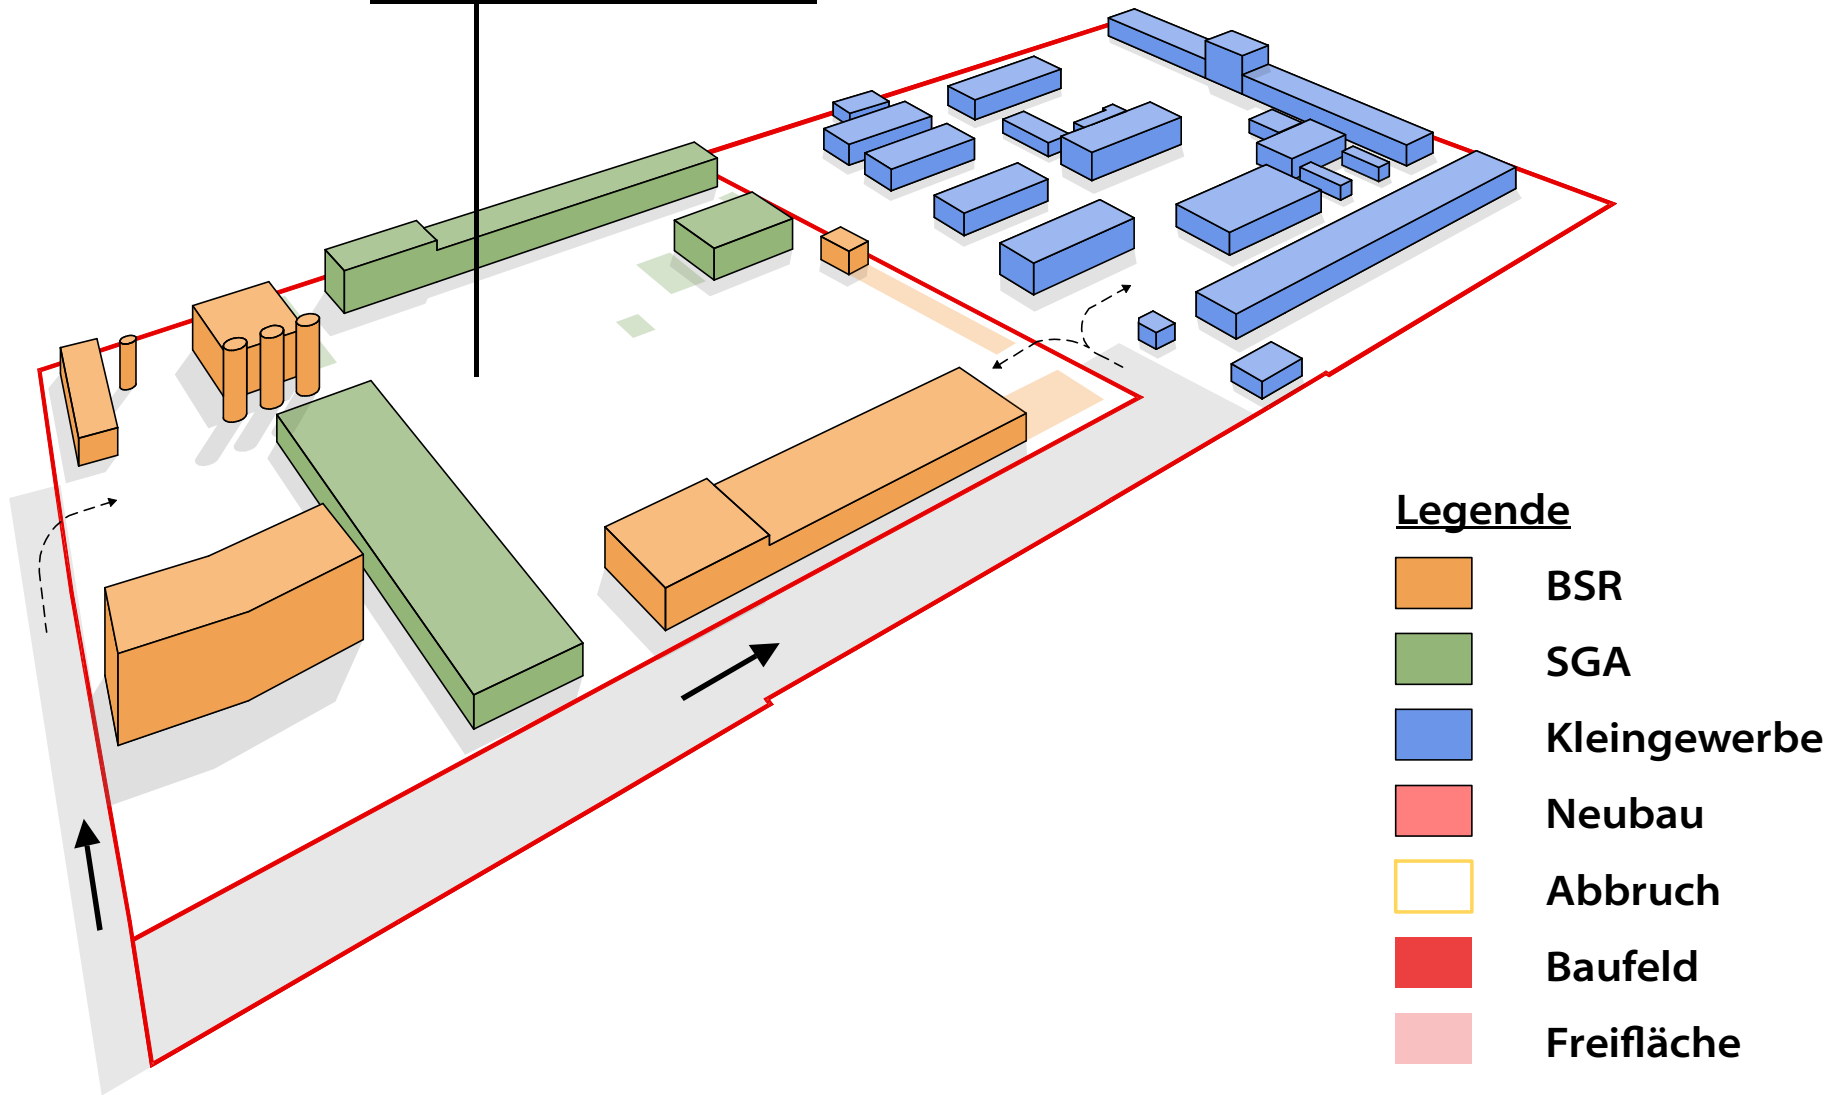 Legende
BSR
SGA
Kleingewerbe
Neubau
Abbruch
Baufeld
Freifläche